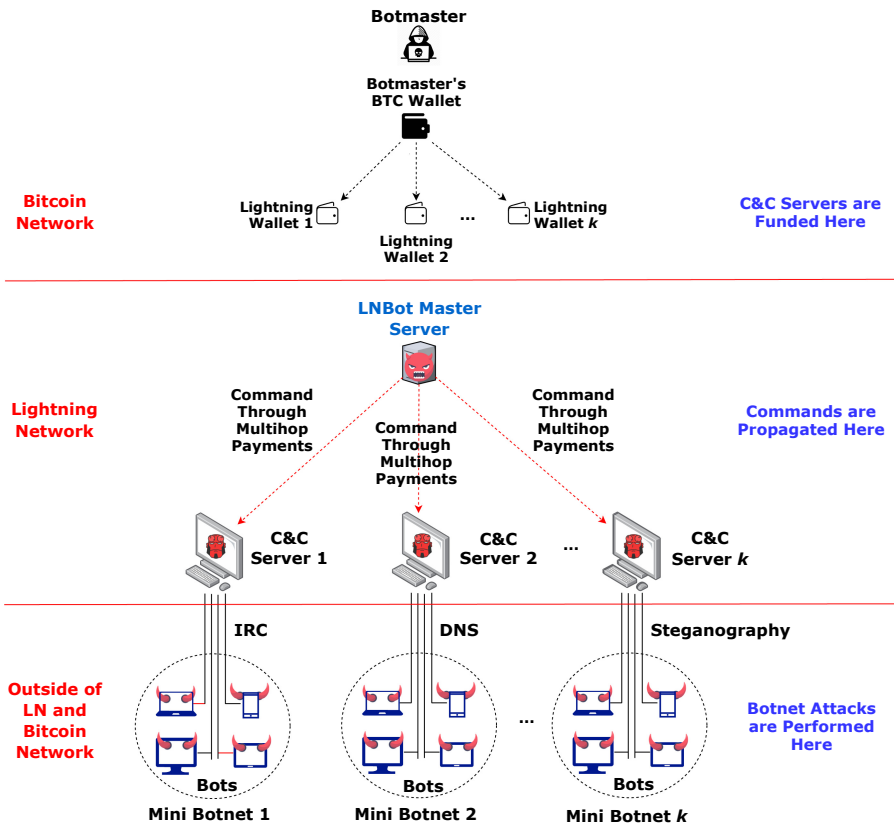 Botmaster
Botmaster's
BTC Wallet
Bitcoin
Network
Lightning
Wallet 1
Lightning
Wallet 2
...
Lightning
Wallet k
C&C Servers are
Funded Here
LNBot Master
Server
Lightning
Network
Command
Through
Multihop
Payments
Command
Through
Multihop
Payments
Command
Through
Multihop
Payments
Commands are
Propagated Here
C&C
Server 1
C&C
Server 2
...
C&C
Server k
IRC
DNS
Steganography
Outside of
LN and
Bitcoin
Network
...
Botnet Attacks
are Performed
Here
Bots
Bots
Bots
Mini Botnet 1
Mini Botnet 2
Mini Botnet k